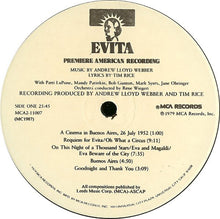 EVITA
PREMIERE AMERICAN RECORDING
MUSIC BY ANDREW LLOYD WEBBER
LYRICS BY TIM RICE
With Patti LuPone, Mandy Patinkin, Bob Gunton, Mark Syers, Jane Ohringer
Orchestra conducted by Rene Wiegert
RECORDING PRODUCED BY ANDREW LLOYD WEBBER AND TIM RICE
SIDE ONE 23:45
MCA2-11007
(MC1987)
MCA RECORDS
℗1979 MCA Records, Inc.
A Cinema in Buenos Aires, 26 July 1952 (1:00)
Requiem for Evita/Oh What a Circus (9:00)
On This Night of a Thousand Stars/Eva and Magaldi/
Eva Beware of the City (7:35)
Buenos Aires (4:50)
Goodnight and Thank You (3:00)
All compositions published by
Leeds Music Corp. (MCA)-ASCAP